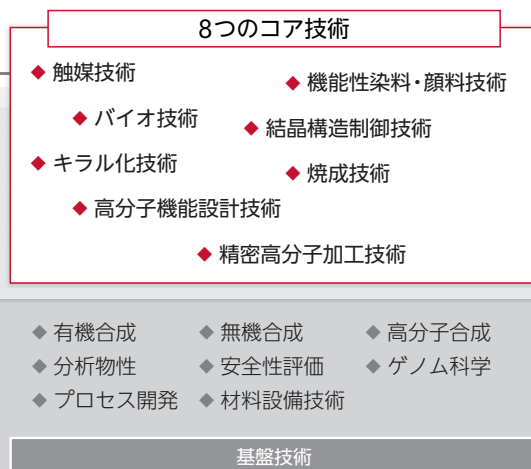 8つのコア技術
◆ 触媒技術
◆ 機能性染料・顔料技術
◆ バイオ技術
◆ 結晶構造制御技術
◆ キラル化技術
◆ 焼成技術
◆ 高分子機能設計技術
◆ 精密高分子加工技術
◆ 有機合成 ◆ 無機合成 ◆ 高分子合成
◆ 分析物性 ◆ 安全性評価 ◆ ゲノム科学
◆ プロセス開発 ◆ 材料設備技術
基盤技術